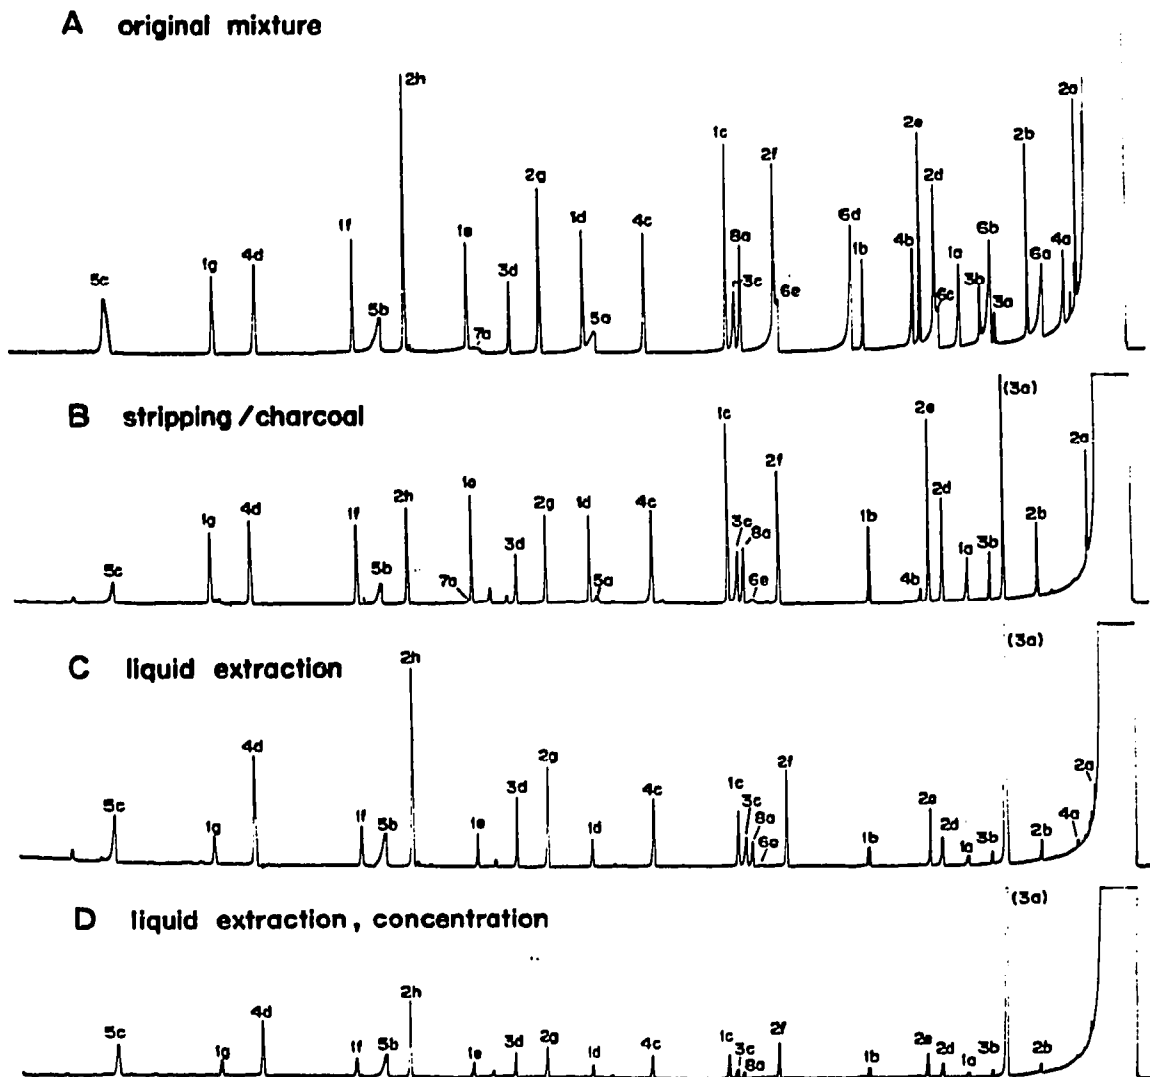 A original mixture
5c
1g
4d
1f
5b
2h
1e
7a
3d
2g
1d
5a
4c
1c
8a
3c
2f
6e
6d
1b
4b
2e
2d
6c
1a
3b
6b
3a
2b
6a
4a
2a
B stripping/charcoal
5c
1g
4d
1f
5b
2h
7a
1e
3d
2g
1d
5a
4c
1c
3c
8a
6e
2f
1b
4b
2e
2d
1a
3b
(3a)
2b
2a
C liquid extraction
5c
1g
4d
1f
5b
2h
1e
3d
2g
1d
4c
1c
3c
8a
6e
2f
1b
2e
2d
1a
3b
(3a)
2b
4a
2a
D liquid extraction, concentration
5c
1g
4d
1f
5b
2h
1e
3d
2g
1d
4c
1c
3c
8a
2f
1b
2e
2d
1a
3b
(3a)
2b